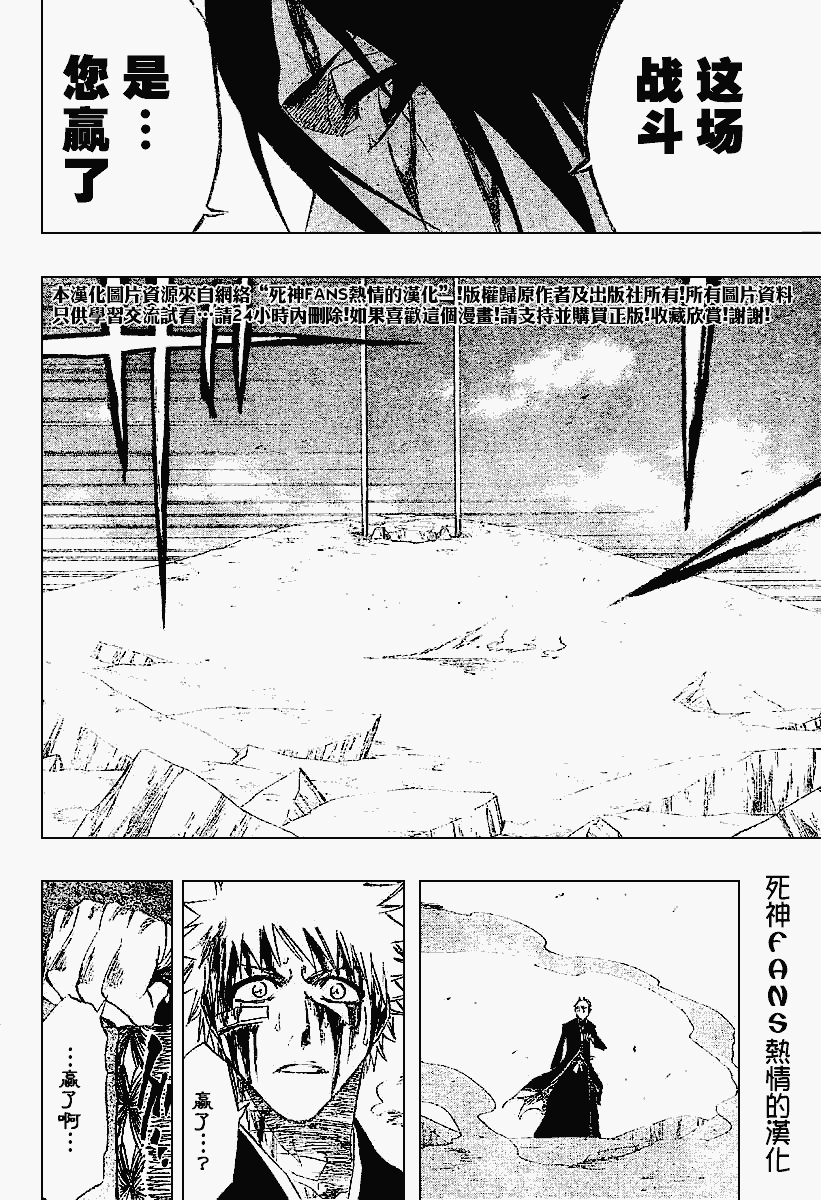 这场
战斗
是…
您赢了
本漢化圖片資源來自網絡“死神FANS熱情的漢化”!版權歸原作者及出版社所有!所有圖片資料
只供學習交流試看…請24小時內刪除!如果喜歡這個漫畫!請支持並購買正版!收藏欣賞!謝謝!
死神FANS熱情的漢化
赢了…?
…赢了啊…